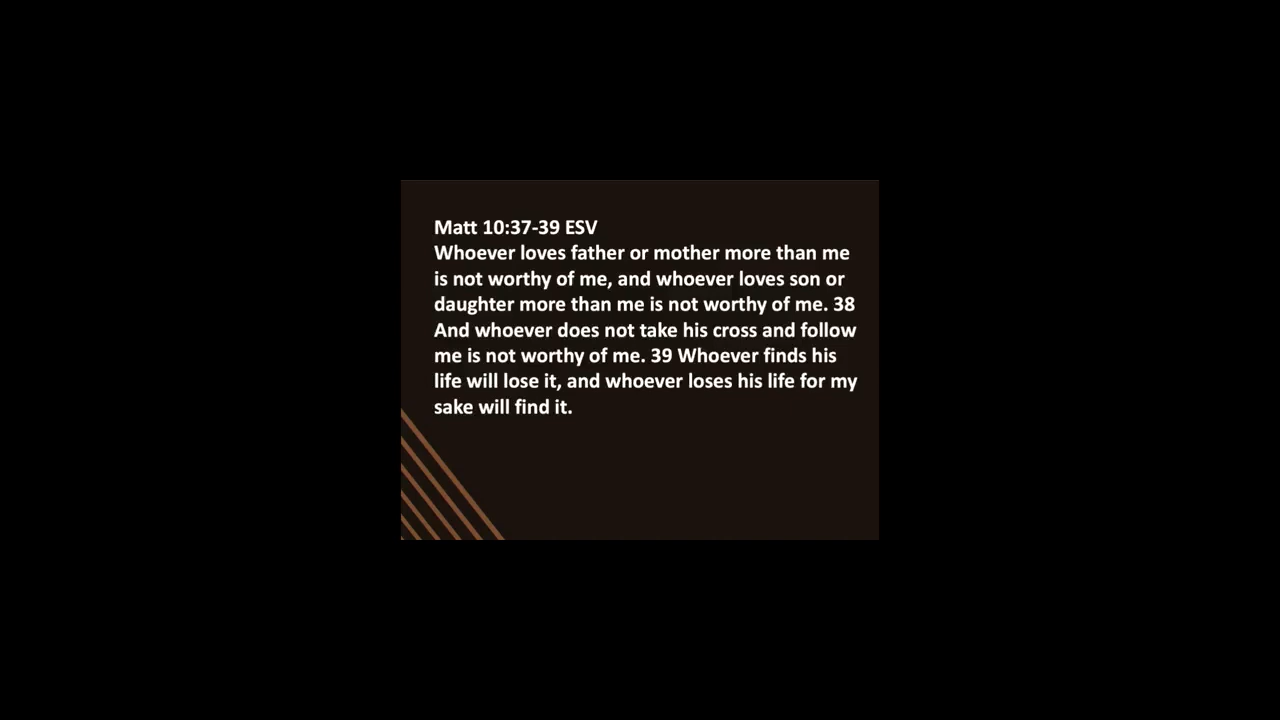 Matt 10:37-39 ESV
Whoever loves father or mother more than me
is not worthy of me, and whoever loves son or
daughter more than me is not worthy of me. 38
And whoever does not take his cross and follow
me is not worthy of me. 39 Whoever finds his
life will lose it, and whoever loses his life for my
sake will find it.